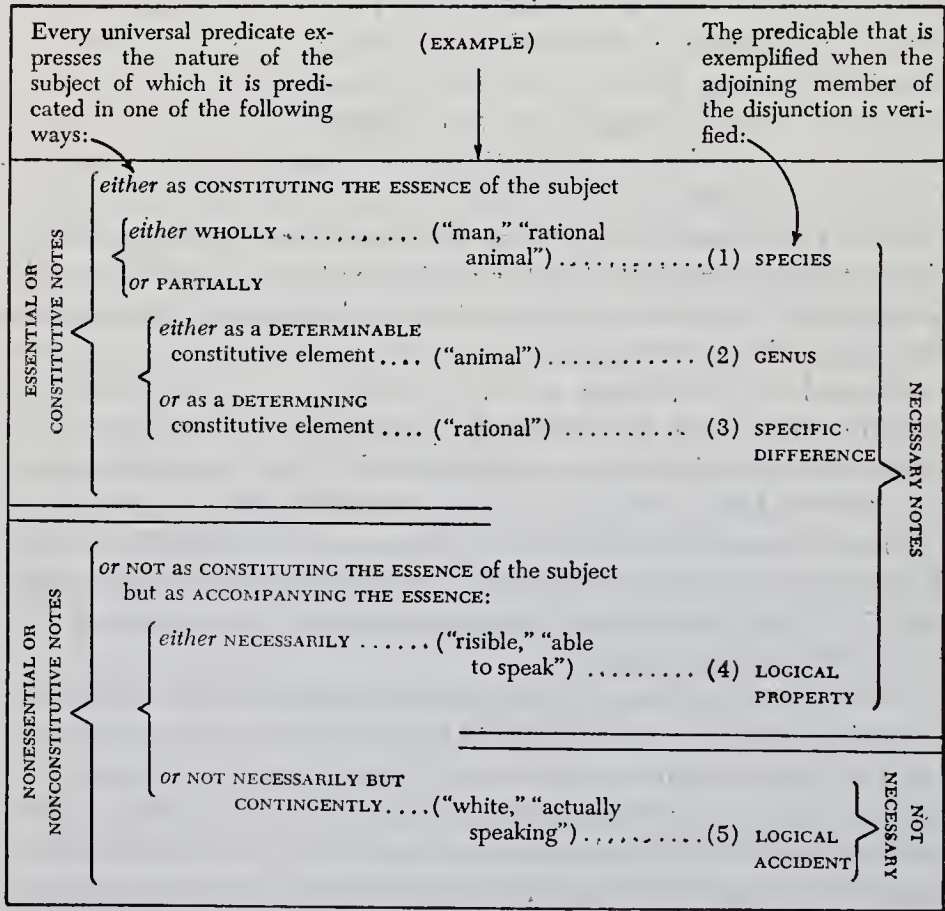 Every universal predicate ex-
presses the nature of the
subject of which it is predi-
cated in one of the following
ways:
(EXAMPLE)
The predicable that is
exemplified when the
adjoining member of
the disjunction is veri-
fied:
ESSENTIAL OR
CONSTITUTIVE NOTES
either as CONSTITUTING THE ESSENCE of the subject
either WHOLLY ............ ("man," "rational
animal") ............ (1) SPECIES
or PARTIALLY
either as a DETERMINABLE
constitutive element .... ("animal") ............ (2) GENUS
or as a DETERMINING
constitutive element .... ("rational") .......... (3) SPECIFIC
DIFFERENCE
NECESSARY NOTES
NONESSENTIAL OR
NONCONSTITUTIVE NOTES
or NOT as CONSTITUTING THE ESSENCE of the subject
but as ACCOMPANYING THE ESSENCE:
either NECESSARILY ...... ("risible," "able
to speak") ......... (4) LOGICAL
PROPERTY
or NOT NECESSARILY BUT
CONTINGENTLY .... ("white," "actually
speaking") .......... (5) LOGICAL
ACCIDENT
NOT
NECESSARY